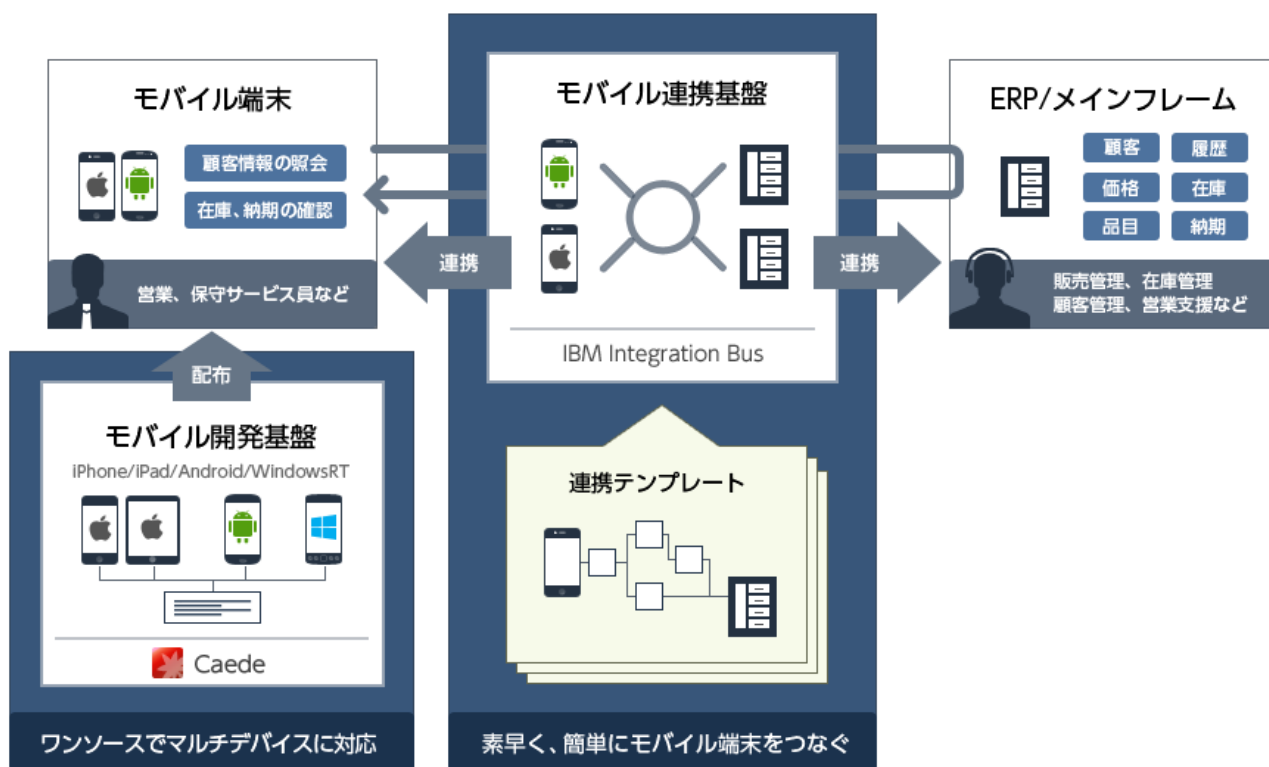 モバイル端末
顧客情報の照会
在庫、納期の確認
営業、保守サービス員など
モバイル連携基盤
連携
連携
IBM Integration Bus
ERP/メインフレーム
顧客
履歴
価格
在庫
品目
納期
販売管理、在庫管理
顧客管理、営業支援など
配布
モバイル開発基盤
iPhone/iPad/Android/WindowsRT
Caede
ワンソースでマルチデバイスに対応
連携テンプレート
素早く、簡単にモバイル端末をつなぐ